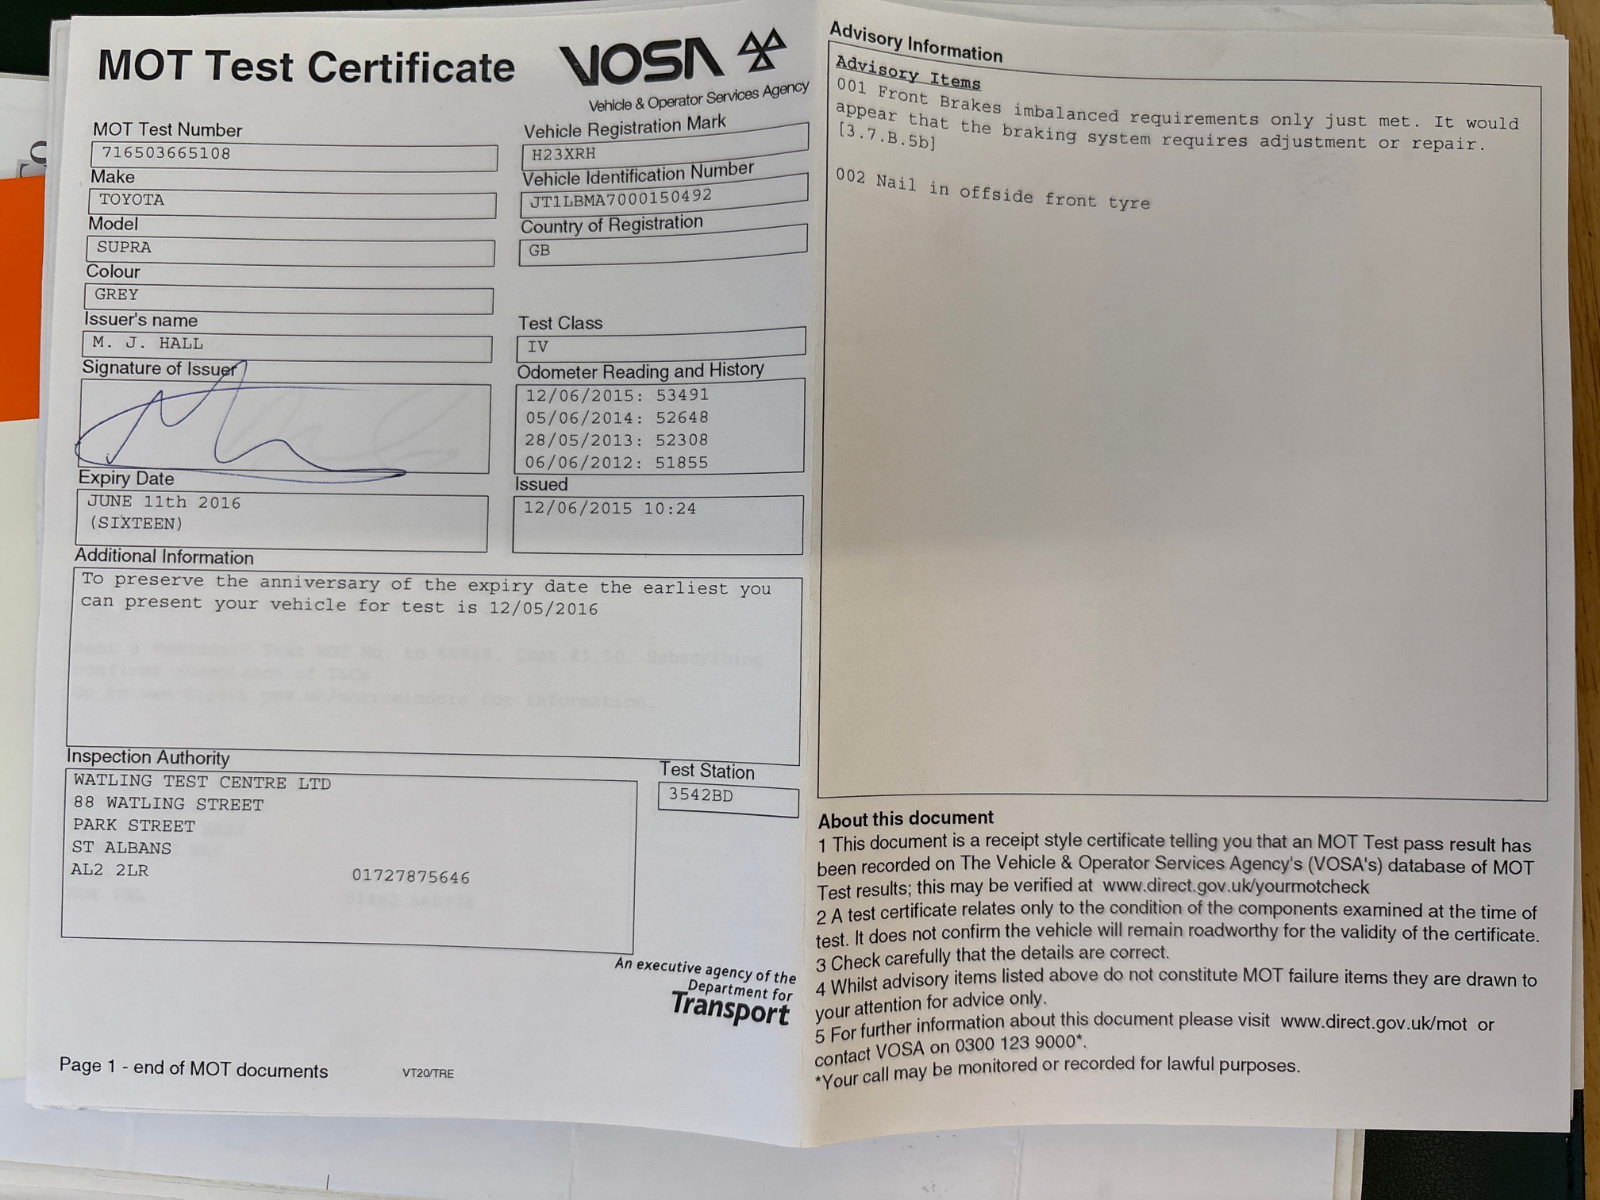 MOT Test Certificate
VOSA
Vehicle & Operator Services Agency
MOT Test Number
716503665108
Make
TOYOTA
Model
SUPRA
Colour
GREY
Issuer's name
M. J. HALL
Signature of Issuer
Expiry Date
JUNE 11th 2016
(SIXTEEN)
Vehicle Registration Mark
H23XRH
Vehicle Identification Number
JT1LBMA7000150492
Country of Registration
GB
Test Class
IV
Odometer Reading and History
12/06/2015: 53491
05/06/2014: 52648
28/05/2013: 52308
06/06/2012: 51855
Issued
12/06/2015 10:24
Additional Information
To preserve the anniversary of the expiry date the earliest you
can present your vehicle for test is 12/05/2016
Inspection Authority
WATLING TEST CENTRE LTD
88 WATLING STREET
PARK STREET
ST ALBANS
AL2 2LR 01727875646
Test Station
3542BD
An executive agency of the
Department for
Transport
Page 1 - end of MOT documents VT20/TRE
Advisory Information
Advisory Items
001 Front Brakes imbalanced requirements only just met. It would
appear that the braking system requires adjustment or repair.
[3.7.B.5b]
002 Nail in offside front tyre
About this document
1 This document is a receipt style certificate telling you that an MOT Test pass result has
been recorded on The Vehicle & Operator Services Agency's (VOSA's) database of MOT
Test results; this may be verified at www.direct.gov.uk/yourmotcheck
2 A test certificate relates only to the condition of the components examined at the time of
test. It does not confirm the vehicle will remain roadworthy for the validity of the certificate.
3 Check carefully that the details are correct.
4 Whilst advisory items listed above do not constitute MOT failure items they are drawn to
your attention for advice only.
5 For further information about this document please visit www.direct.gov.uk/mot or
contact VOSA on 0300 123 9000*.
*Your call may be monitored or recorded for lawful purposes.